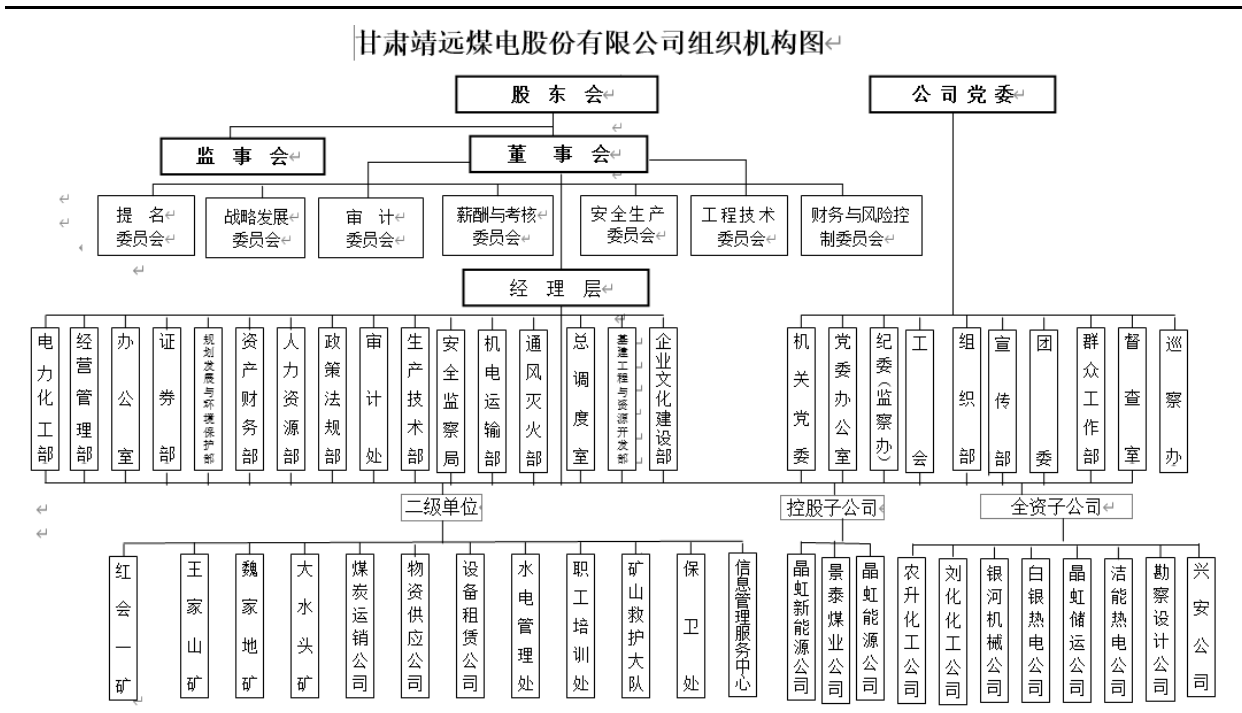 甘肃靖远煤电股份有限公司组织机构图
股东会
公司党委
监事会
董事会
提名
委员会
战略发展
委员会
审计
委员会
薪酬与考核
委员会
安全生产
委员会
工程技术
委员会
财务与风险控
制委员会
经理层
电力化工部
经营管理部
办公室
证券部
规划发展与环境保护部
资产财务部
人力资源部
政策法规部
审计处
生产技术部
安全监察局
机电运输部
通风灭火部
总调度室
基建工程与资源开发部
企业文化建设部
机关党委
党委办公室
纪委(监察办)
工会
组织部
宣传部
团委
群众工作部
督查室
巡察办
二级单位
控股子公司
全资子公司
红会一矿
王家山矿
魏家地矿
大水头矿
煤炭运销公司
物资供应公司
设备租赁公司
水电管理处
职工培训处
矿山救护大队
保卫处
信息管理服务中心
晶虹新能源公司
景泰煤业公司
晶虹能源公司
农升化工公司
刘化化工公司
银河机械公司
白银热电公司
晶虹储运公司
洁能热电公司
勘察设计公司
兴安公司